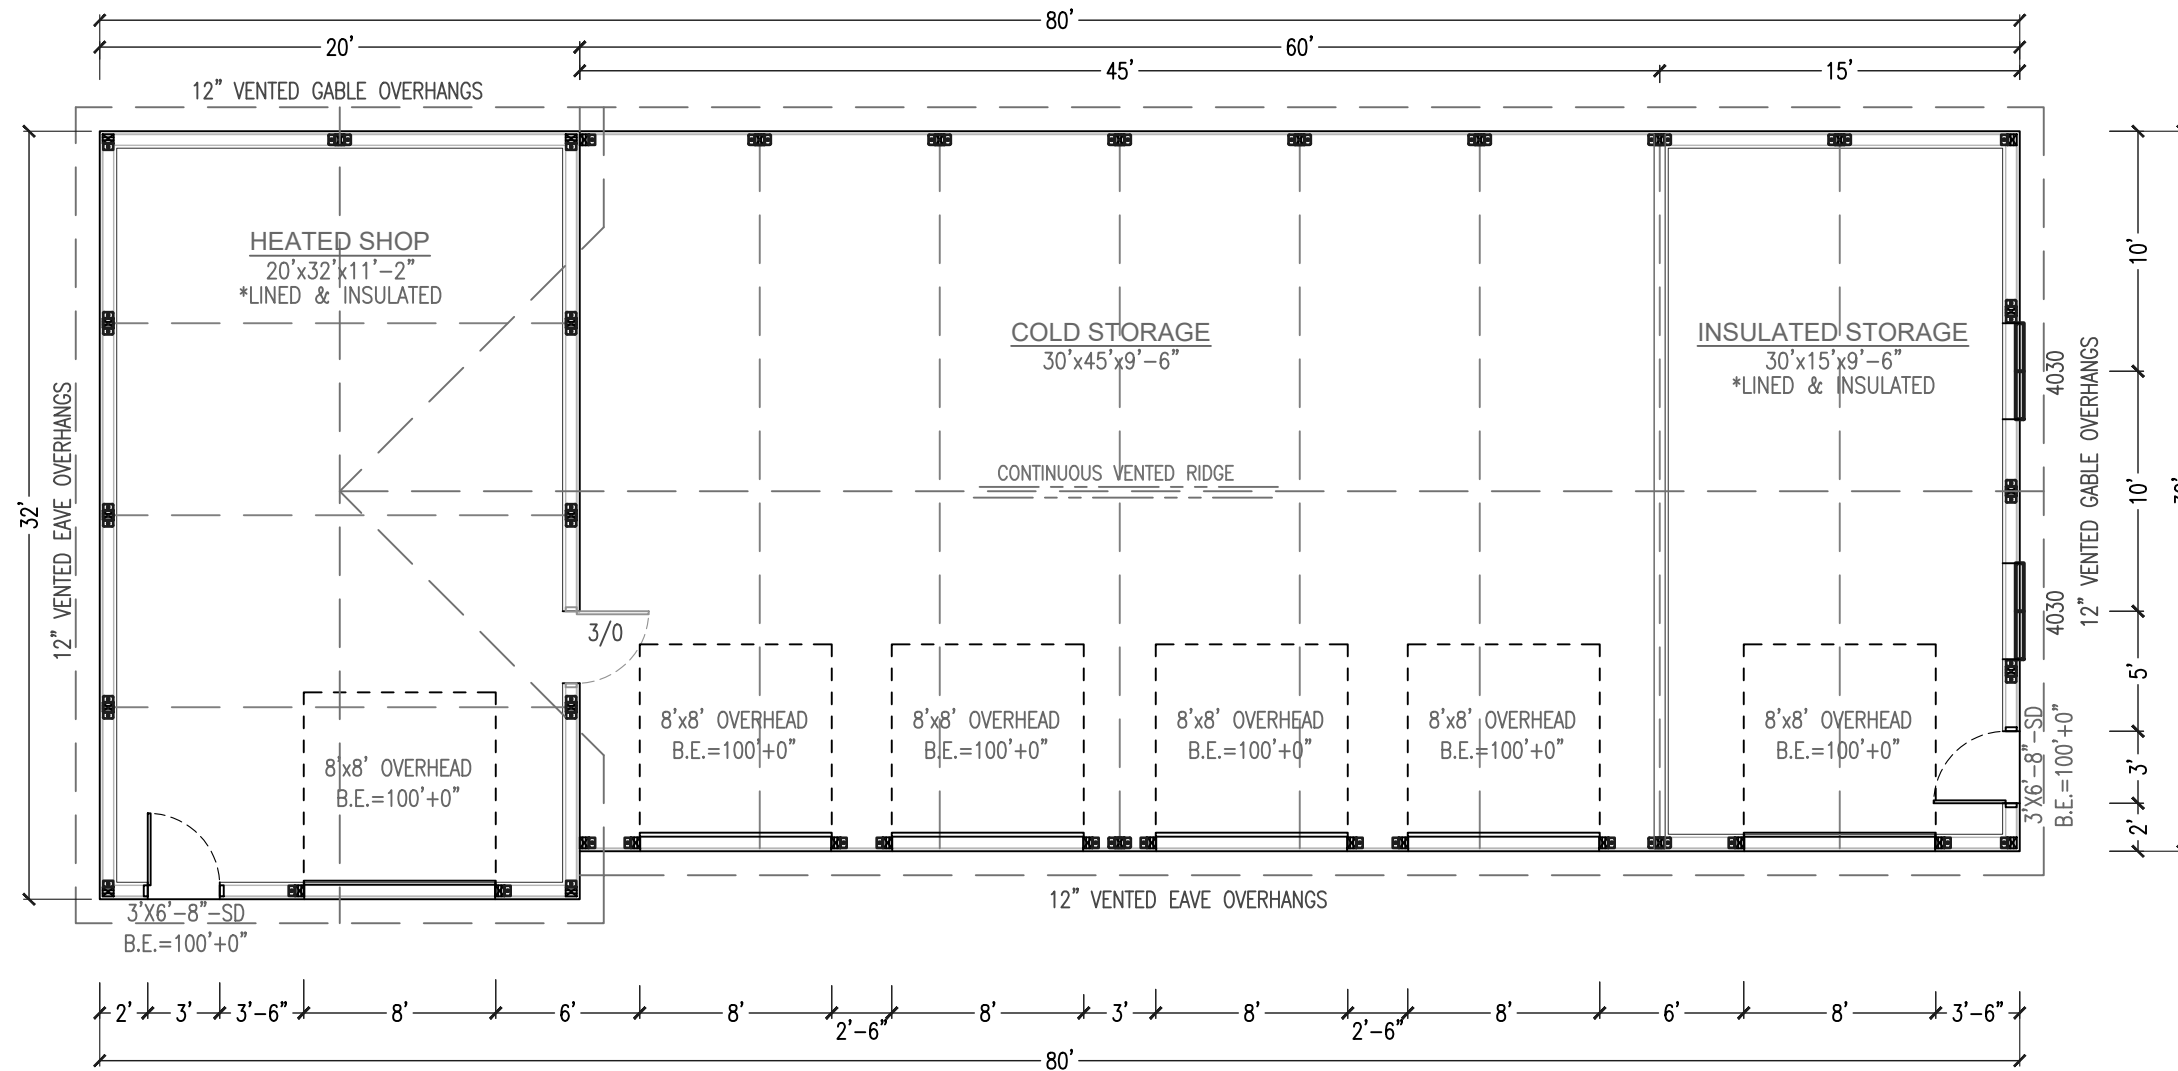 80'
20'
60'
45'
15'
12" VENTED GABLE OVERHANGS
HEATED SHOP
20'x32'x11'-2"
*LINED & INSULATED
COLD STORAGE
30'x45'x9'-6"
INSULATED STORAGE
30'x15'x9'-6"
*LINED & INSULATED
CONTINUOUS VENTED RIDGE
32'
12" VENTED EAVE OVERHANGS
4030
4030
12" VENTED GABLE OVERHANGS
10'
10'
5'
3'
2'
3/0
8'x8' OVERHEAD
B.E.=100'+0"
8'x8' OVERHEAD
B.E.=100'+0"
8'x8' OVERHEAD
B.E.=100'+0"
8'x8' OVERHEAD
B.E.=100'+0"
8'x8' OVERHEAD
B.E.=100'+0"
8'x8' OVERHEAD
B.E.=100'+0"
3'X6'-8"-SD
B.E.=100'+0"
12" VENTED EAVE OVERHANGS
3'X6'-8"-SD
B.E.=100'+0"
2'
3'
3'-6"
8'
6'
8'
2'-6"
8'
3'
8'
2'-6"
8'
6'
8'
3'-6"
80'